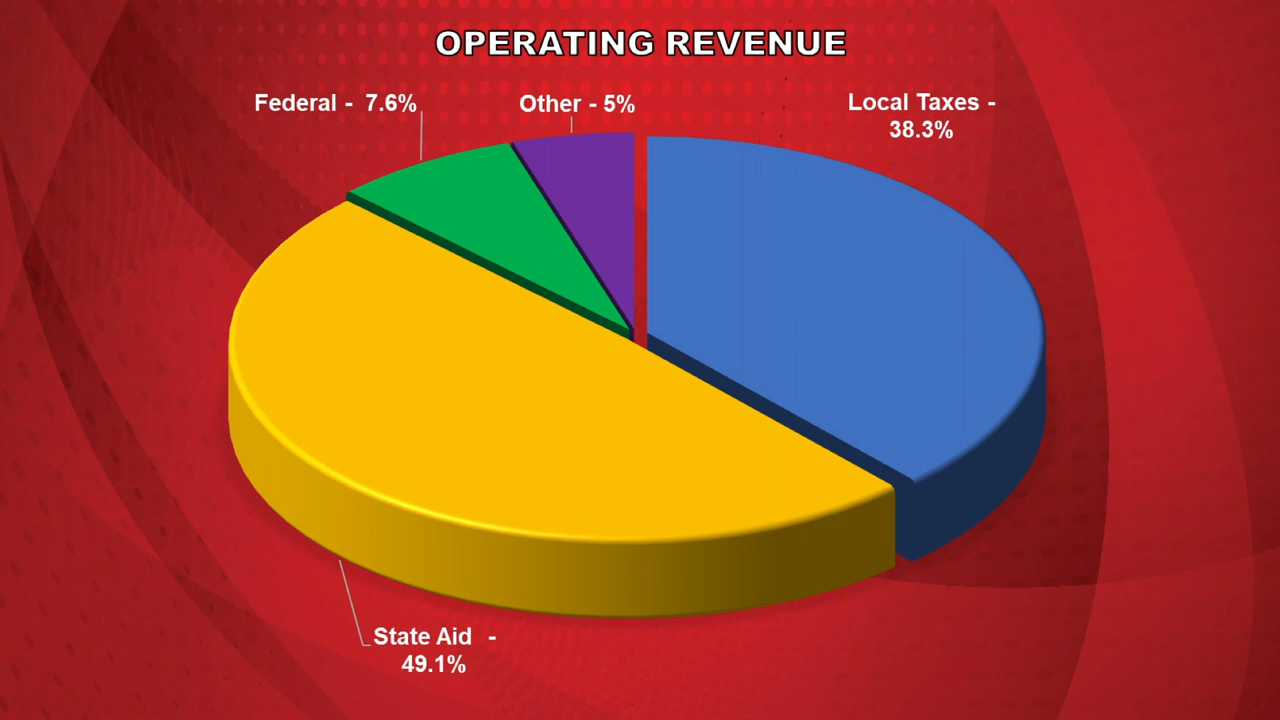 OPERATING REVENUE
Federal - 7.6%
Other - 5%
Local Taxes -
38.3%
State Aid -
49.1%